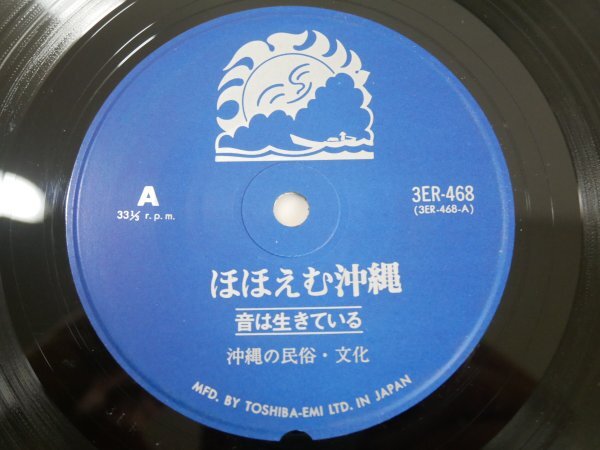 A
33⅓ r.p.m.
3ER-468
(3ER-468-A)
ほほえむ沖縄
音は生きている
沖縄の民俗・文化
MFD. BY TOSHIBA-EMI LTD. IN JAPAN